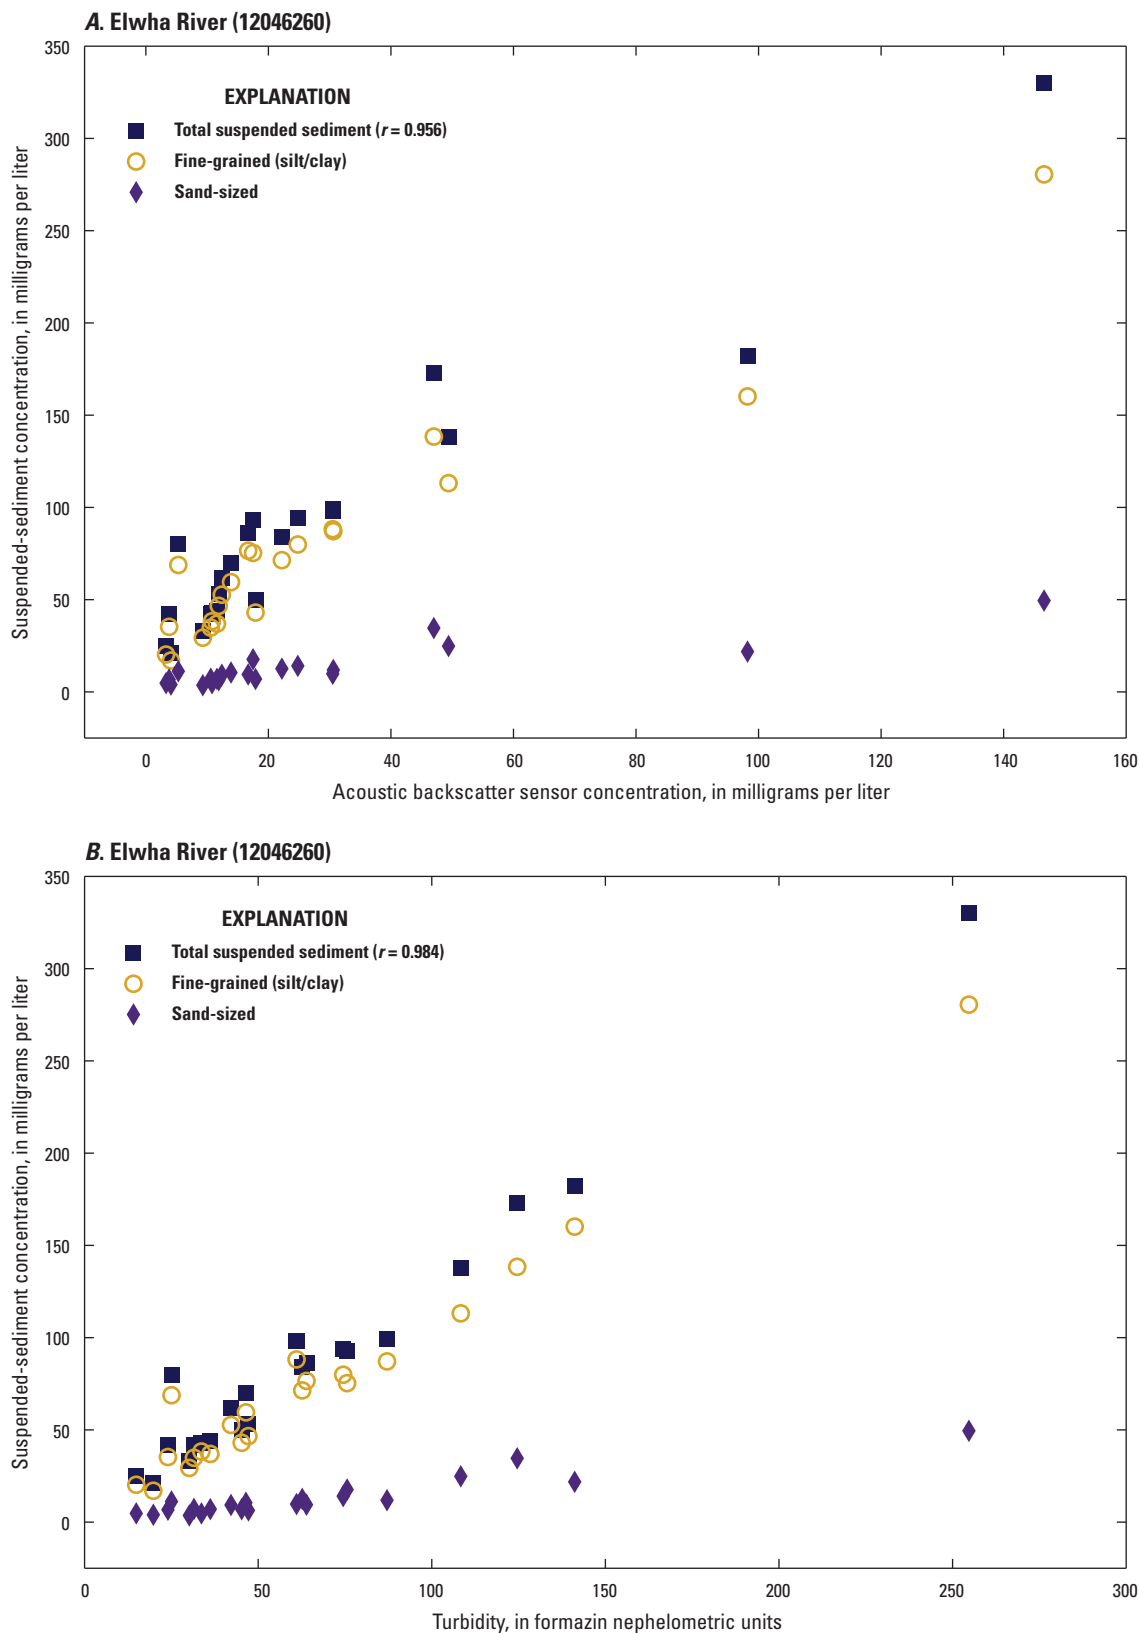 A. Elwha River (12046260)
350
300
250
200
150
100
50
0
Suspended-sediment concentration, in milligrams per liter
EXPLANATION
Total suspended sediment (r = 0.956)
Fine-grained (silt/clay)
Sand-sized
0 20 40 60 80 100 120 140 160
Acoustic backscatter sensor concentration, in milligrams per liter
B. Elwha River (12046260)
350
300
250
200
150
100
50
0
Suspended-sediment concentration, in milligrams per liter
EXPLANATION
Total suspended sediment (r = 0.984)
Fine-grained (silt/clay)
Sand-sized
0 50 100 150 200 250 300
Turbidity, in formazin nephelometric units